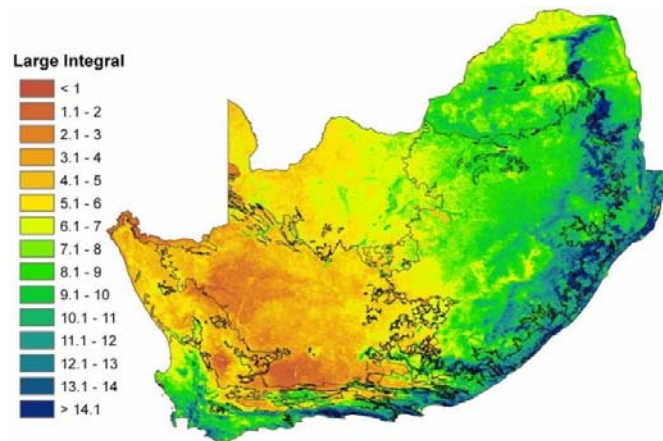 Large Integral
< 1
1.1 - 2
2.1 - 3
3.1 - 4
4.1 - 5
5.1 - 6
6.1 - 7
7.1 - 8
8.1 - 9
9.1 - 10
10.1 - 11
11.1 - 12
12.1 - 13
13.1 - 14
> 14.1